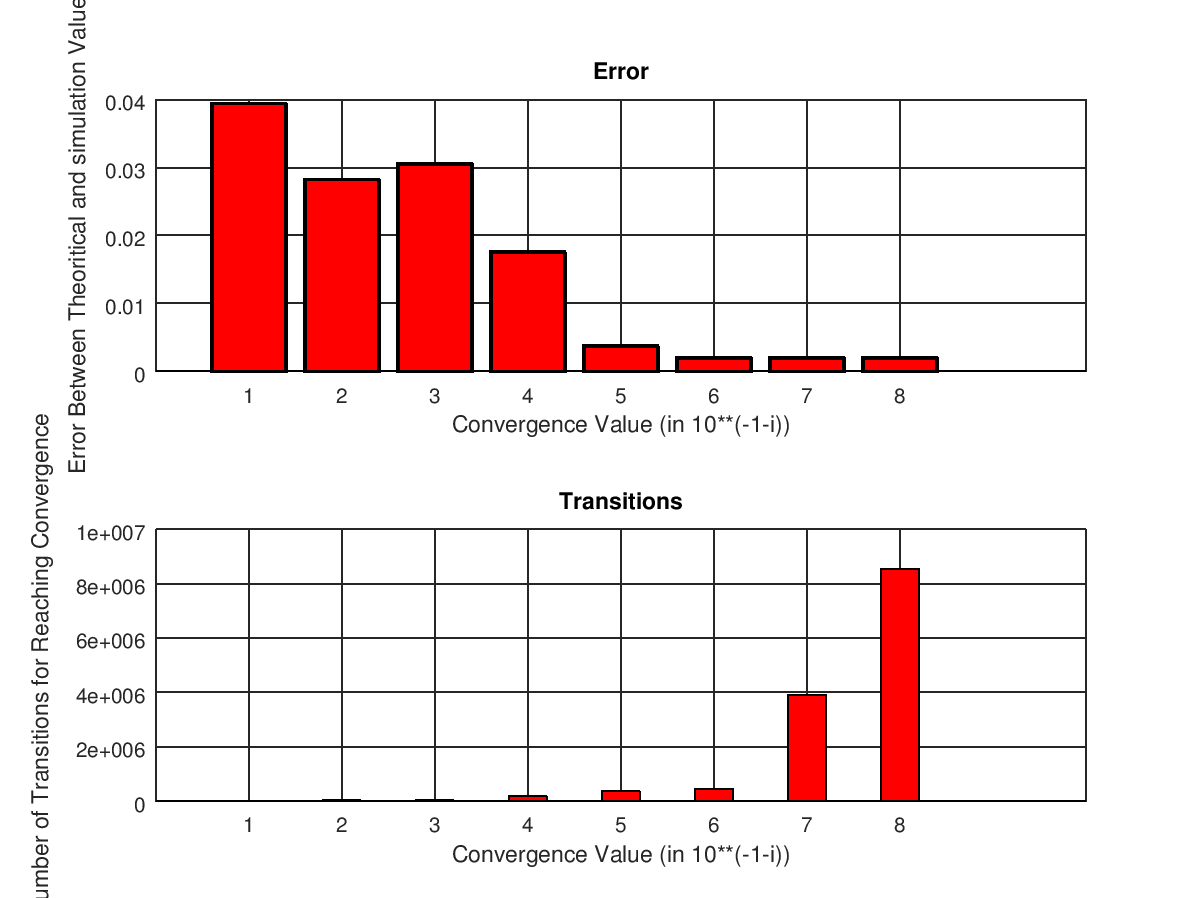 Error
Error Between Theoritical and simulation Value
0.04
0.03
0.02
0.01
0
1 2 3 4 5 6 7 8
Convergence Value (in 10**(-1-i))
Transitions
umber of Transitions for Reaching Convergence
1e+007
8e+006
6e+006
4e+006
2e+006
0
1 2 3 4 5 6 7 8
Convergence Value (in 10**(-1-i))